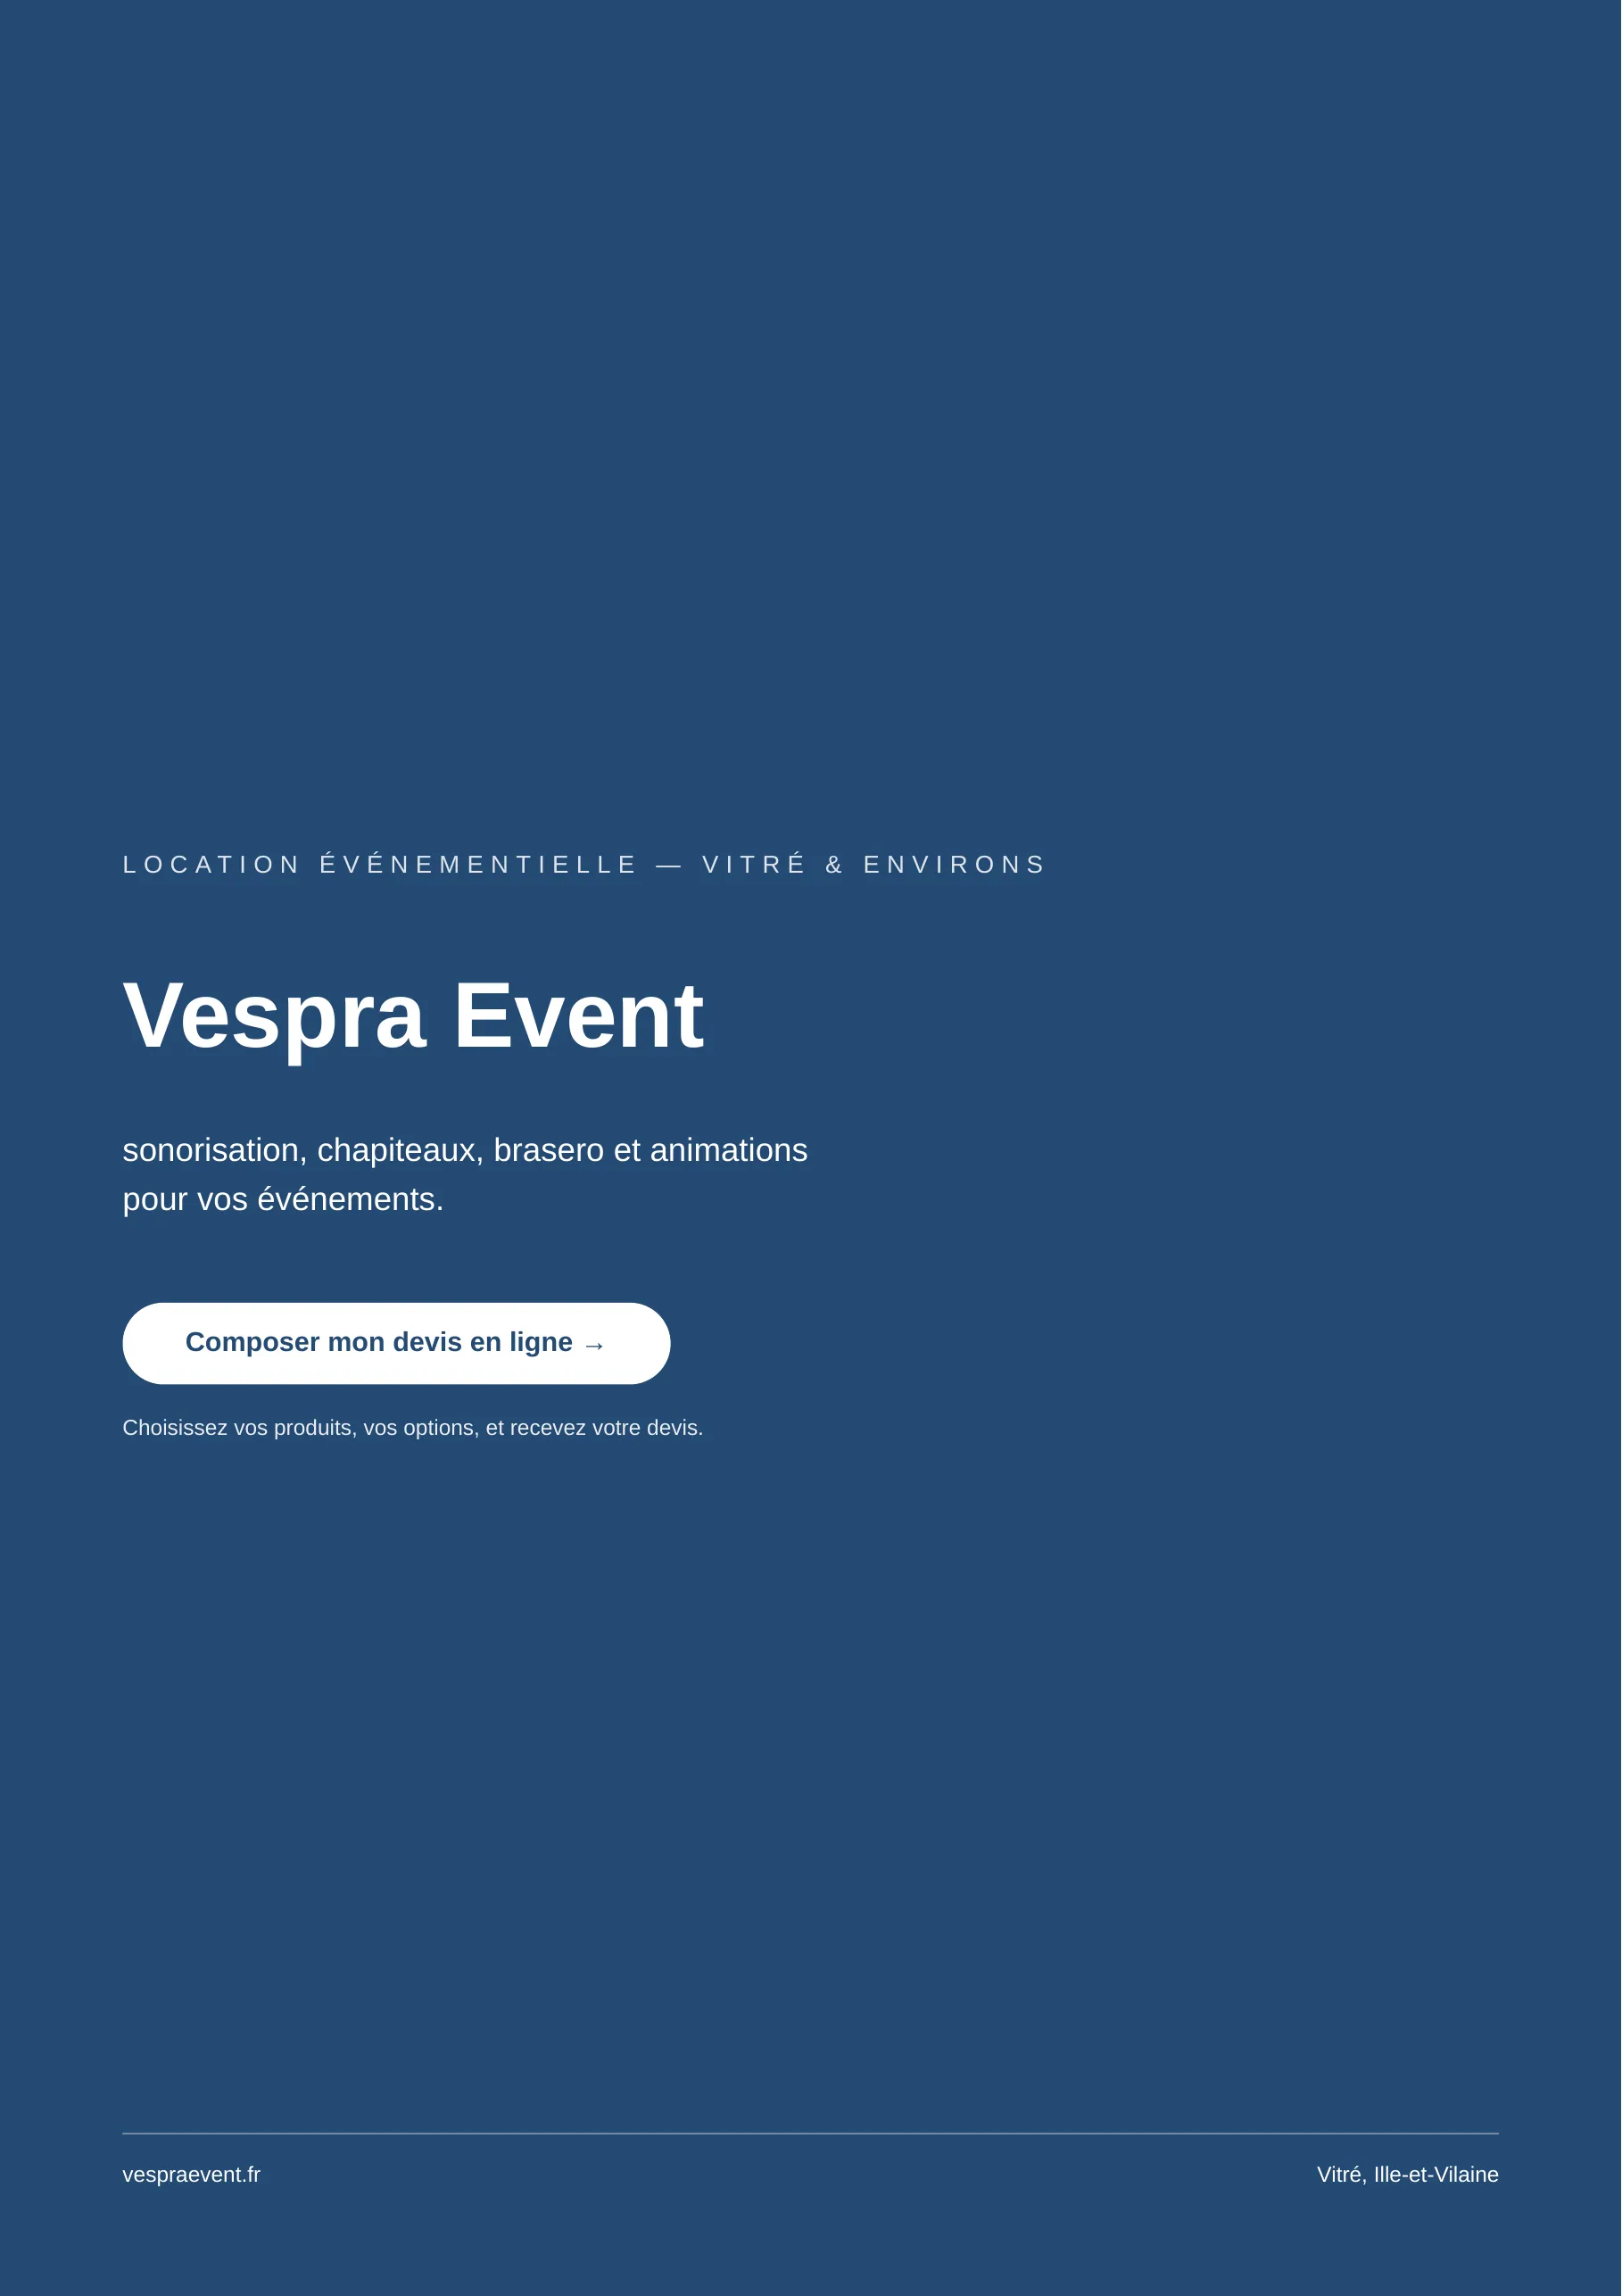 LOCATION ÉVÉNEMENTIELLE — VITRÉ & ENVIRONS
Vespra Event
sonorisation, chapiteaux, brasero et animations
pour vos événements.
Composer mon devis en ligne →
Choisissez vos produits, vos options, et recevez votre devis.
vespraevent.fr
Vitré, Ille-et-Vilaine